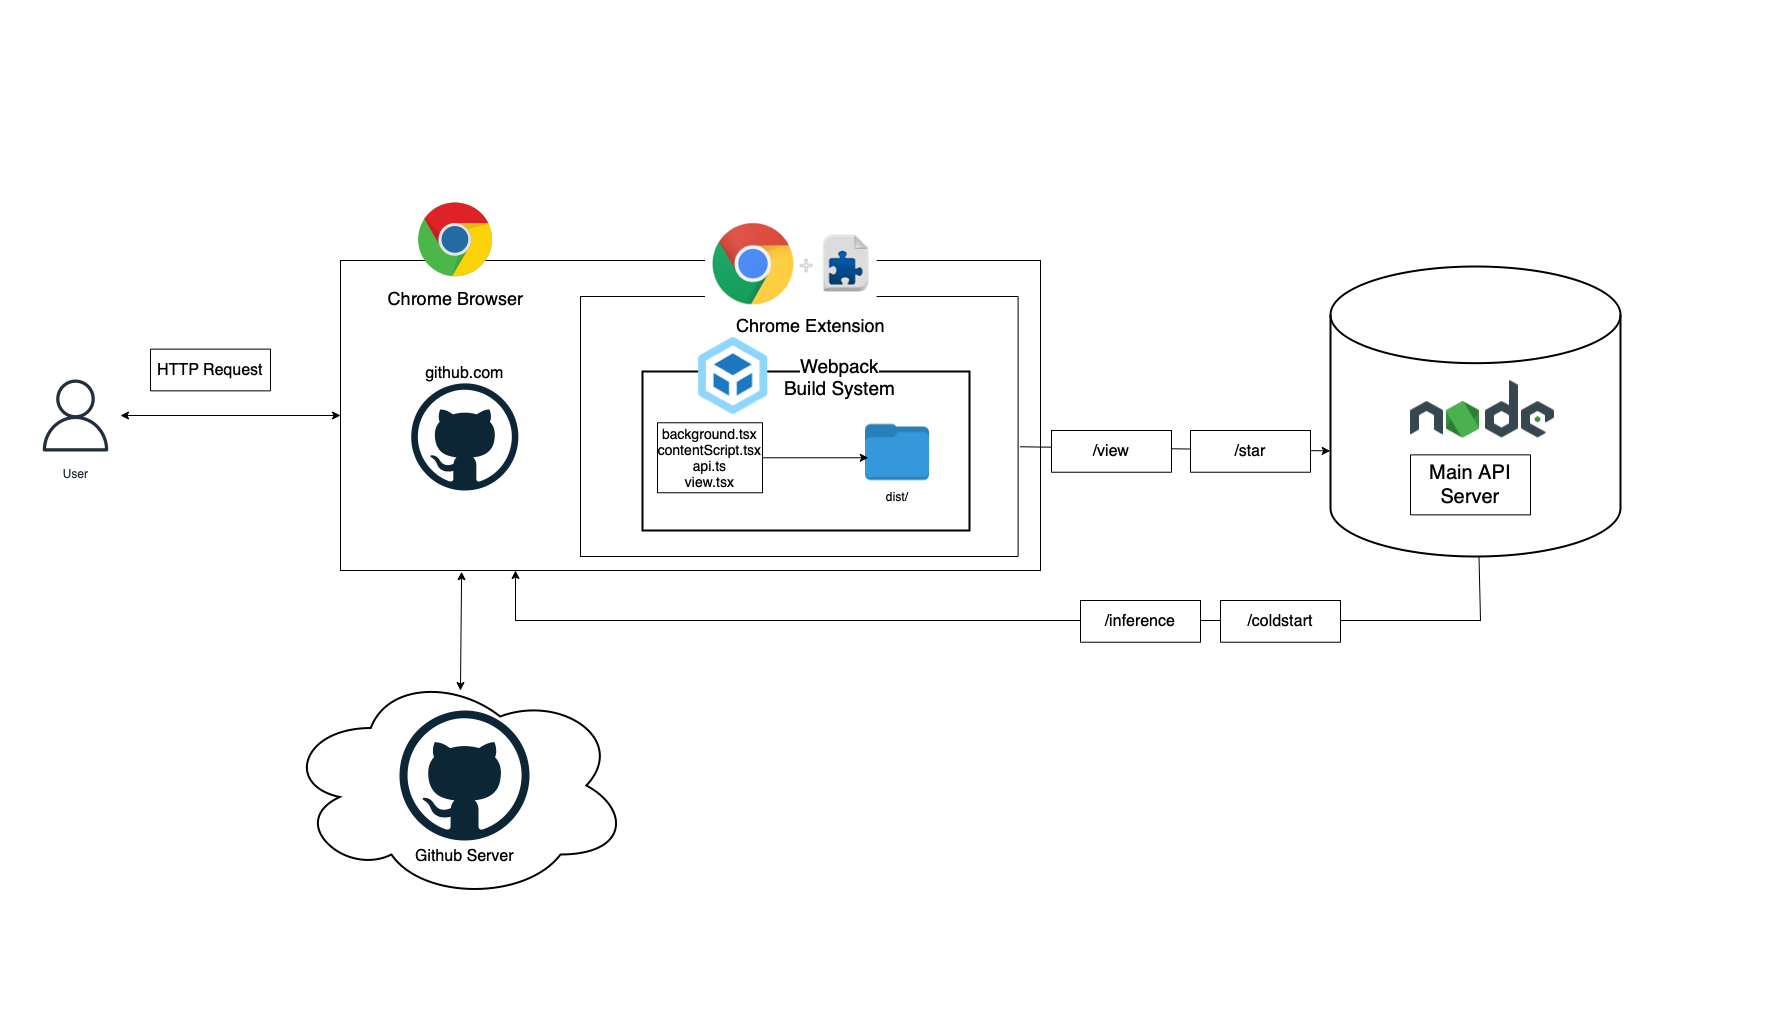 Chrome Browser
Chrome Extension
Webpack
Build System
HTTP Request
github.com
User
background.tsx
contentScript.tsx
api.ts
view.tsx
dist/
/view
/star
node
Main API
Server
/inference
/coldstart
Github Server